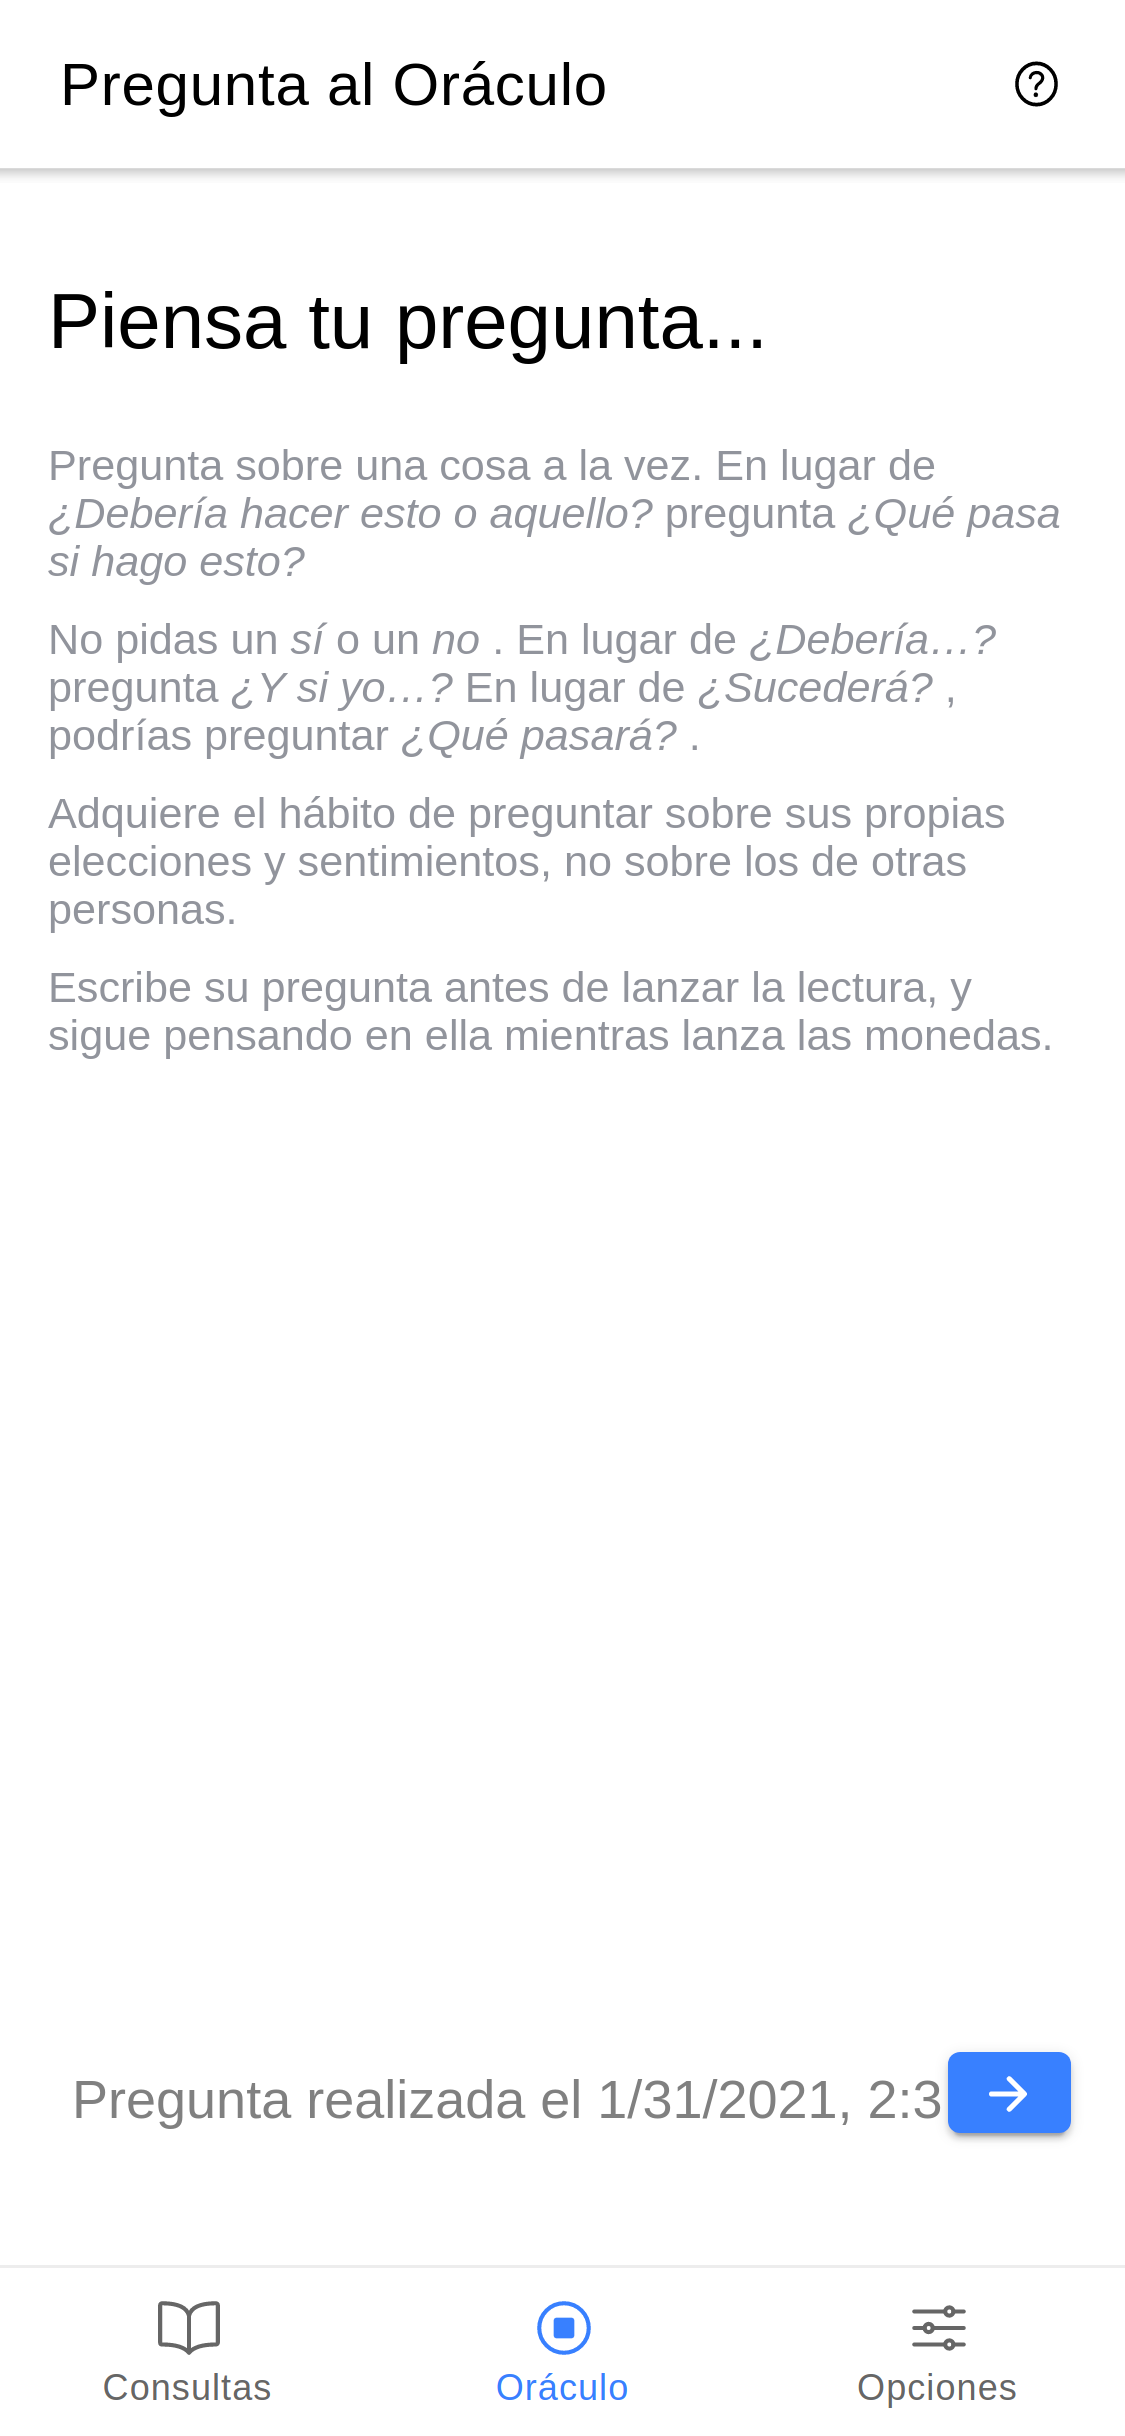 Pregunta al Oráculo
Piensa tu pregunta...
Pregunta sobre una cosa a la vez. En lugar de
¿Debería hacer esto o aquello? pregunta ¿Qué pasa
si hago esto?
No pidas un sí o un no . En lugar de ¿Debería…?
pregunta ¿Y si yo…? En lugar de ¿Sucederá? ,
podrías preguntar ¿Qué pasará? .
Adquiere el hábito de preguntar sobre sus propias
elecciones y sentimientos, no sobre los de otras
personas.
Escribe su pregunta antes de lanzar la lectura, y
sigue pensando en ella mientras lanza las monedas.
Pregunta realizada el 1/31/2021, 2:3
Consultas
Oráculo
Opciones